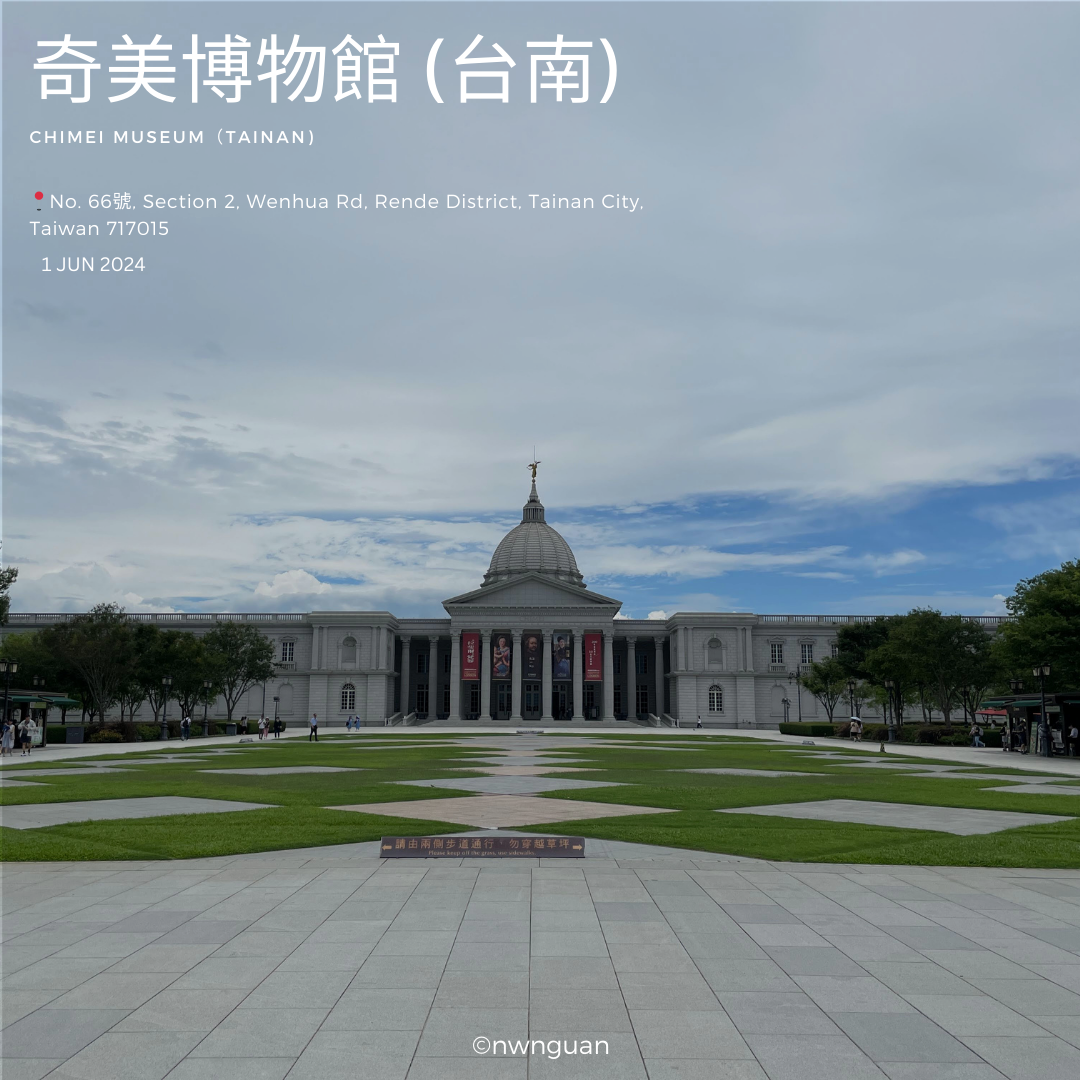 奇美博物館 (台南)
CHIMEI MUSEUM（TAINAN)
📍No. 66號, Section 2, Wenhua Rd, Rende District, Tainan City,
Taiwan 717015
1 JUN 2024
請由兩側步道通行，勿穿越草坪
Please keep off the grass, use sidewalks.
©nwnguan